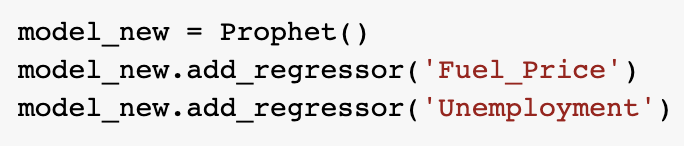 model_new = Prophet()
model_new.add_regressor('Fuel_Price')
model_new.add_regressor('Unemployment')